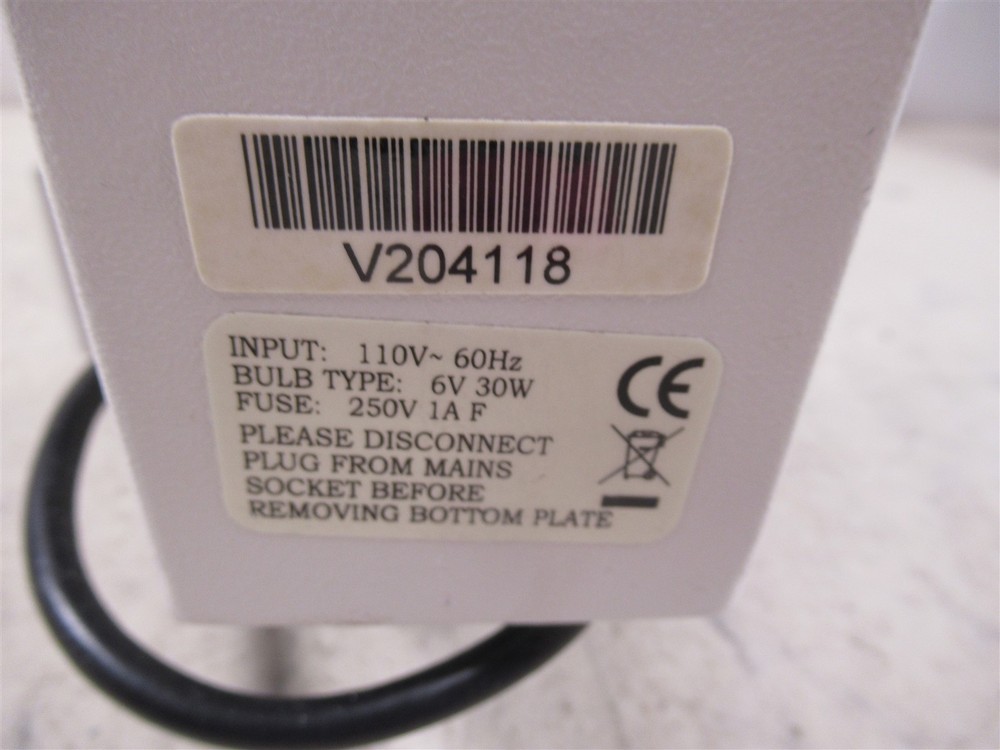 V204118
INPUT: 110V~ 60Hz
BULB TYPE: 6V 30W
FUSE: 250V 1A F
PLEASE DISCONNECT
PLUG FROM MAINS
SOCKET BEFORE
REMOVING BOTTOM PLATE
CE